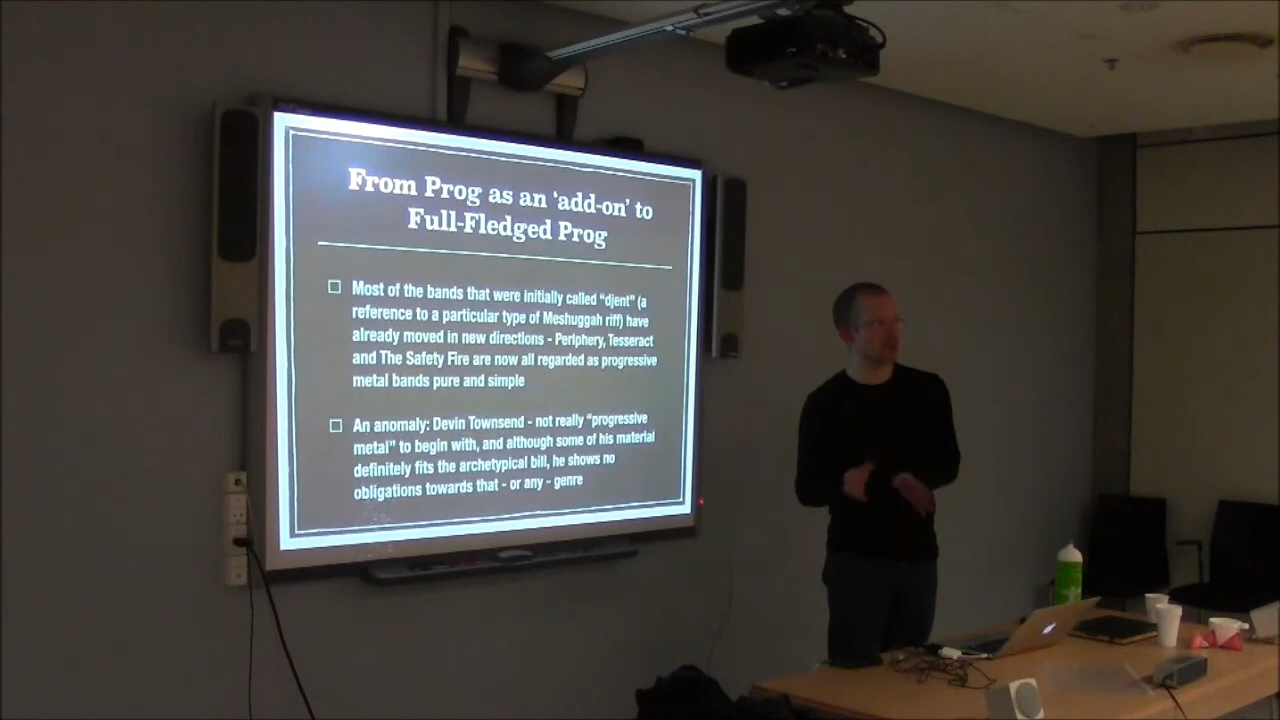 From Prog as an ‘add-on’ to
Full-Fledged Prog
Most of the bands that were initially called “djent” (a
reference to a particular type of Meshuggah riff) have
already moved in new directions - Periphery, Tesseract
and The Safety Fire are now all regarded as progressive
metal bands pure and simple
An anomaly: Devin Townsend - not really “progressive
metal” to begin with, and although some of his material
definitely fits the archetypical bill, he shows no
obligations towards that - or any - genre